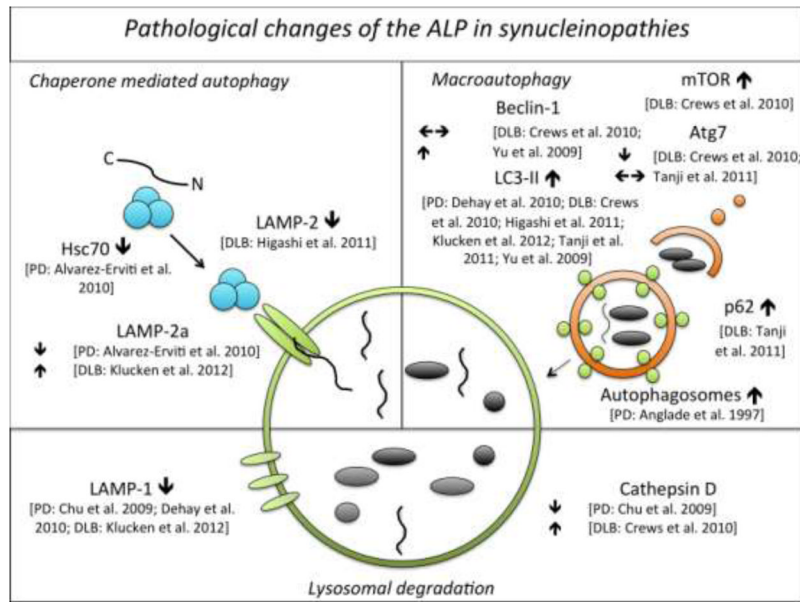 Pathological changes of the ALP in synucleinopathies
Chaperone mediated autophagy
C
N
Hsc70 ↓
[PD: Alvarez-Erviti et al.
2010]
LAMP-2 ↓
[DLB: Higashi et al. 2011]
LAMP-2a
↓ [PD: Alvarez-Erviti et al. 2010]
↑ [DLB: Klucken et al. 2012]
Macroautophagy
mTOR ↑
[DLB: Crews et al. 2010]
Beclin-1
↔ [DLB: Crews et al. 2010;
↑ Yu et al. 2009]
Atg7
↓ [DLB: Crews et al. 2010;
↔ Tanji et al. 2011]
LC3-II ↑
[PD: Dehay et al. 2010; DLB: Crews
et al. 2010; Higashi et al. 2011;
Klucken et al. 2012; Tanji et al.
2011; Yu et al. 2009]
p62 ↑
[DLB: Tanji
et al. 2011]
Autophagosomes ↑
[PD: Anglade et al. 1997]
LAMP-1 ↓
[PD: Chu et al. 2009; Dehay et al.
2010; DLB: Klucken et al. 2012]
Cathepsin D
↓ [PD: Chu et al. 2009]
↑ [DLB: Crews et al. 2010]
Lysosomal degradation